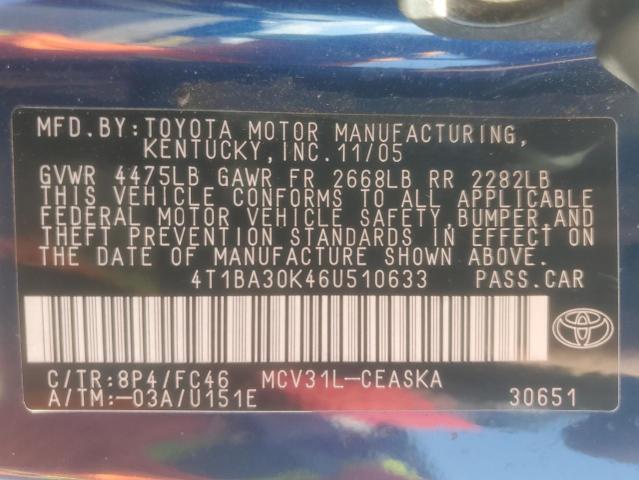 MFD.BY:TOYOTA MOTOR MANUFACTURING,
KENTUCKY, INC.11/05
GVWR 4475LB GAWR FR 2668LB RR 2282LB
THIS VEHICLE CONFORMS TO ALL APPLICABLE
FEDERAL MOTOR VEHICLE SAFETY,BUMPER,AND
THEFT PREVENTION STANDARDS IN EFFECT ON
THE DATE OF MANUFACTURE SHOWN ABOVE.
4T1BA30K46U510633 PASS.CAR
C/TR:8P4/FC46 MCV31L-CEASKA
A/TM:-03A/U151E 30651